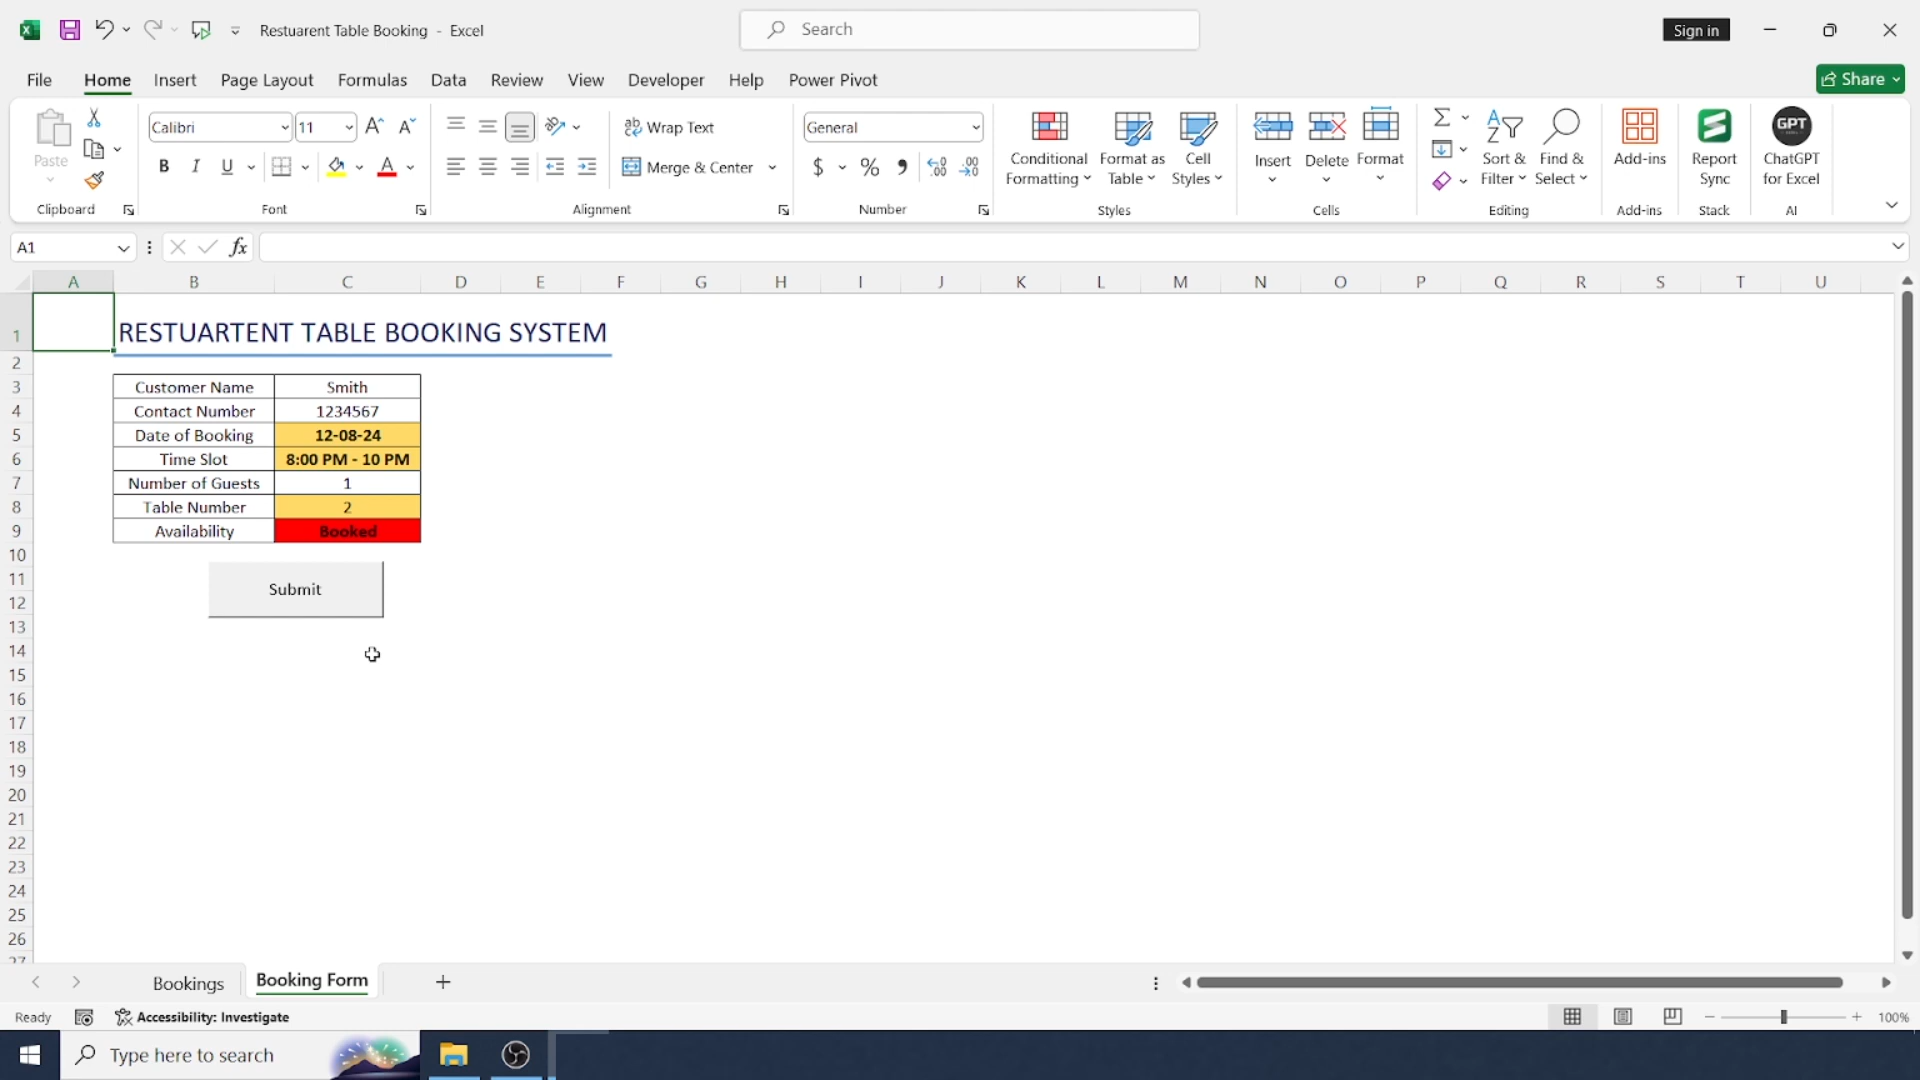 Restuarent Table Booking - Excel
Search
Sign in
File Home Insert Page Layout Formulas Data Review View Developer Help Power Pivot
Share
Paste
Calibri 11
B I U A
Wrap Text
Merge & Center
General
$ % 9
Conditional Formatting
Format as Table
Cell Styles
Insert
Delete
Format
Sort & Filter
Find & Select
Add-ins
GPT
Report Sync
ChatGPT for Excel
Clipboard Font Alignment Number Styles Cells Editing Add-ins Stack AI
A1 fx
A B C D E F G H I J K L M N O P Q R S T U
1 RESTUARTENT TABLE BOOKING SYSTEM
2
3 Customer Name Smith
4 Contact Number 1234567
5 Date of Booking 12-08-24
6 Time Slot 8:00 PM - 10 PM
7 Number of Guests 1
8 Table Number 2
9 Availability Booked
10
11 Submit
12
13
14
15
16
17
18
19
20
21
22
23
24
25
26
27
Bookings Booking Form
Ready Accessibility: Investigate 100%
Type here to search